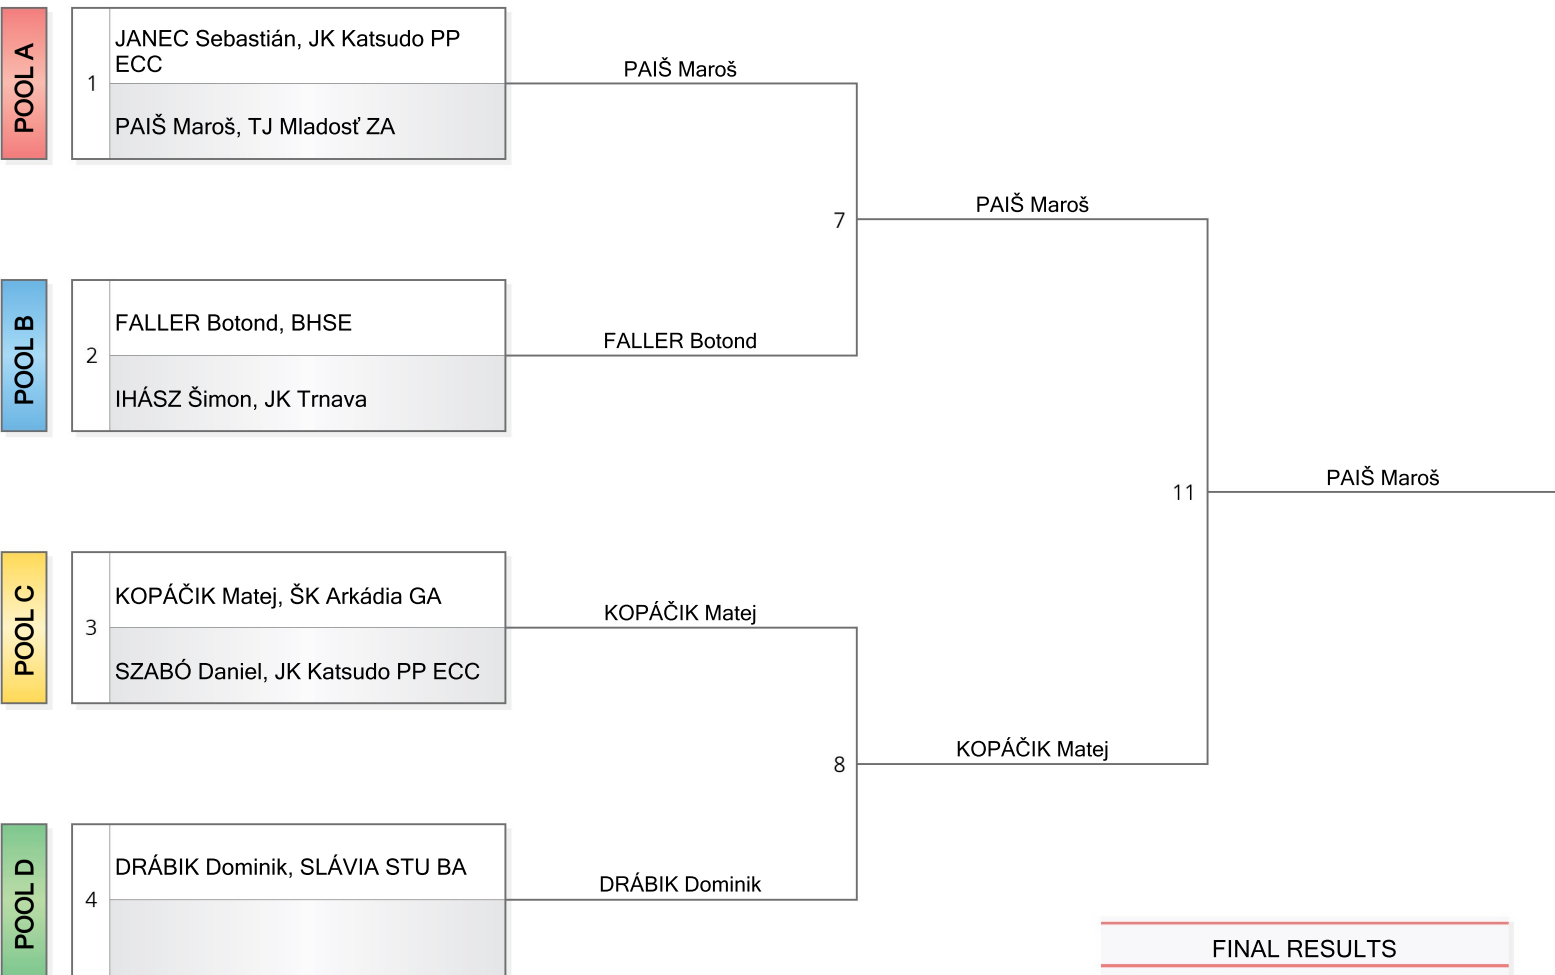 POOL A
1
JANEC Sebastián, JK Katsudo PP
ECC
PAIŠ Maroš, TJ Mladosť ZA
PAIŠ Maroš
7
PAIŠ Maroš
POOL B
2
FALLER Botond, BHSE
IHÁSZ Šimon, JK Trnava
FALLER Botond
11
PAIŠ Maroš
POOL C
3
KOPÁČIK Matej, ŠK Arkádia GA
SZABÓ Daniel, JK Katsudo PP ECC
KOPÁČIK Matej
8
KOPÁČIK Matej
POOL D
4
DRÁBIK Dominik, SLÁVIA STU BA
DRÁBIK Dominik
FINAL RESULTS